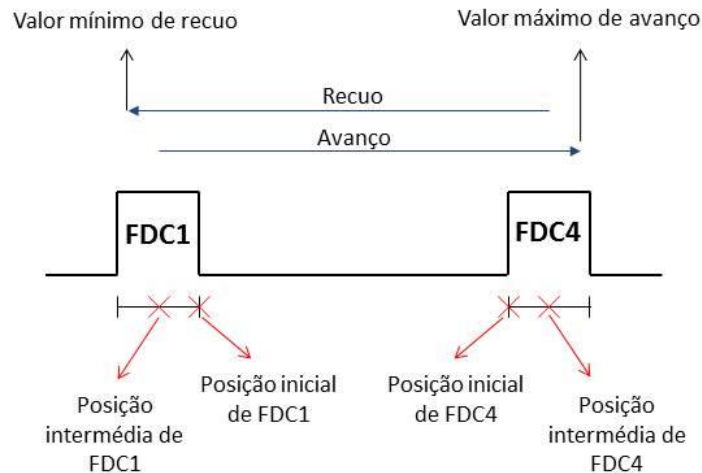 Valor mínimo de recuo
Valor máximo de avanço
Recuo
Avanço
FDC1
FDC4
Posição
intermédia de
FDC1
Posição inicial
de FDC1
Posição inicial
de FDC4
Posição
intermédia de
FDC4